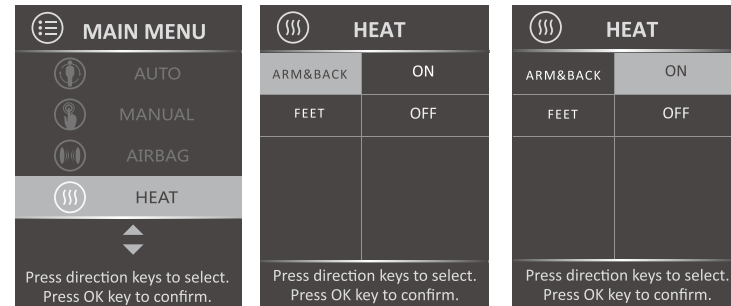 MAIN MENU
AUTO
MANUAL
AIRBAG
HEAT
Press direction keys to select.
Press OK key to confirm.
HEAT
ARM&BACK ON
FEET OFF
Press direction keys to select.
Press OK key to confirm.
HEAT
ARM&BACK ON
FEET OFF
Press direction keys to select.
Press OK key to confirm.